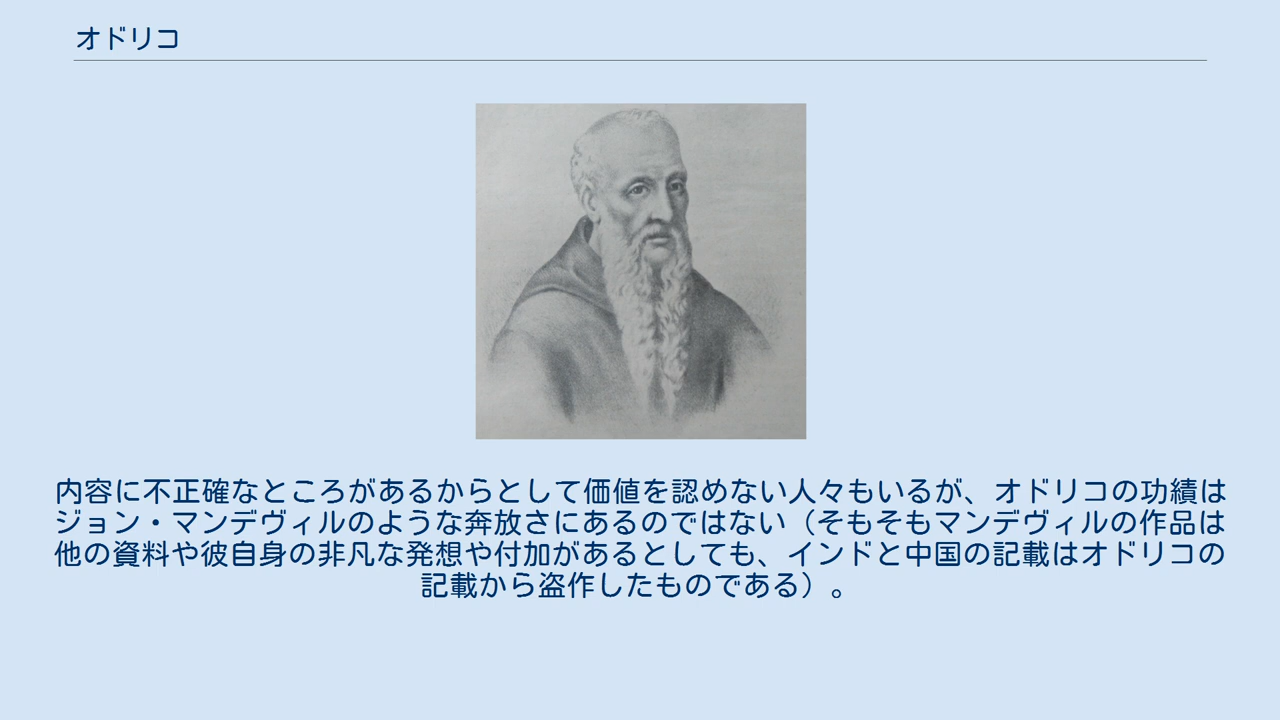 オドリコ
内容に不正確なところがあるからとして価値を認めない人々もいるが、オドリコの功績は
ジョン・マンデヴィルのような奔放さにあるのではない（そもそもマンデヴィルの作品は
他の資料や彼自身の非凡な発想や付加があるとしても、インドと中国の記載はオドリコの
記載から盗作したものである）。